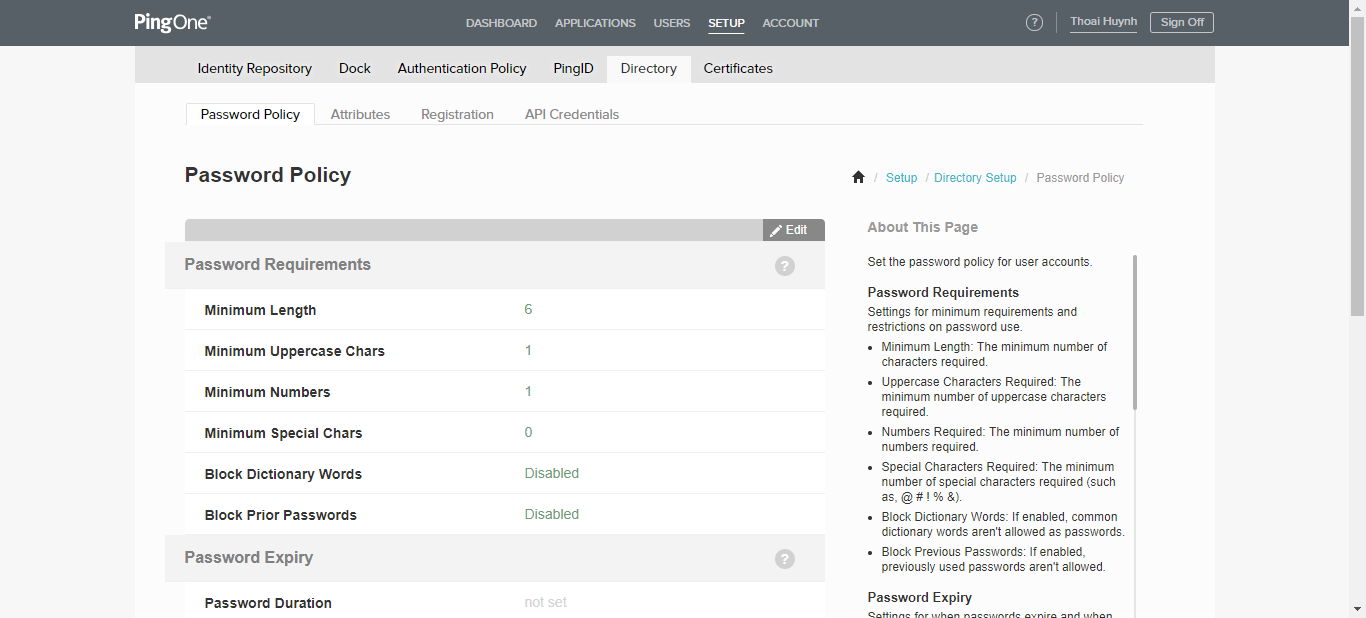 PingOne®
DASHBOARD APPLICATIONS USERS SETUP ACCOUNT
? Thoai Huynh Sign Off
Identity Repository Dock Authentication Policy PingID Directory Certificates
Password Policy Attributes Registration API Credentials
Password Policy
/ Setup / Directory Setup / Password Policy
Edit
Password Requirements ?
Minimum Length 6
Minimum Uppercase Chars 1
Minimum Numbers 1
Minimum Special Chars 0
Block Dictionary Words Disabled
Block Prior Passwords Disabled
Password Expiry ?
Password Duration not set
About This Page
Set the password policy for user accounts.
Password Requirements
Settings for minimum requirements and
restrictions on password use.
• Minimum Length: The minimum number of
characters required.
• Uppercase Characters Required: The
minimum number of uppercase characters
required.
• Numbers Required: The minimum number of
numbers required.
• Special Characters Required: The minimum
number of special characters required (such
as, @ # ! % &).
• Block Dictionary Words: If enabled, common
dictionary words aren't allowed as passwords.
• Block Previous Passwords: If enabled,
previously used passwords aren't allowed.
Password Expiry
Settings for when passwords expire and when